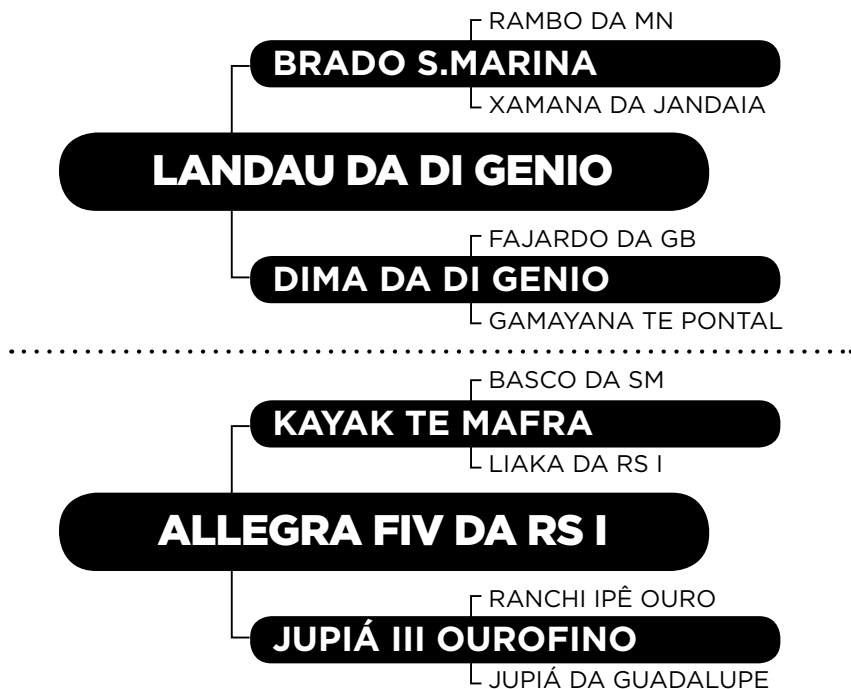 RAMBO DA MN
BRADO S.MARINA
XAMANA DA JANDAIA
LANDAU DA DI GENIO
FAJARDO DA GB
DIMA DA DI GENIO
GAMAYANA TE PONTAL
BASCO DA SM
KAYAK TE MAFRA
LIAKA DA RS I
ALLEGRA FIV DA RS I
RANCHI IPÊ OURO
JUPIÁ III OUROFINO
JUPIÁ DA GUADALUPE